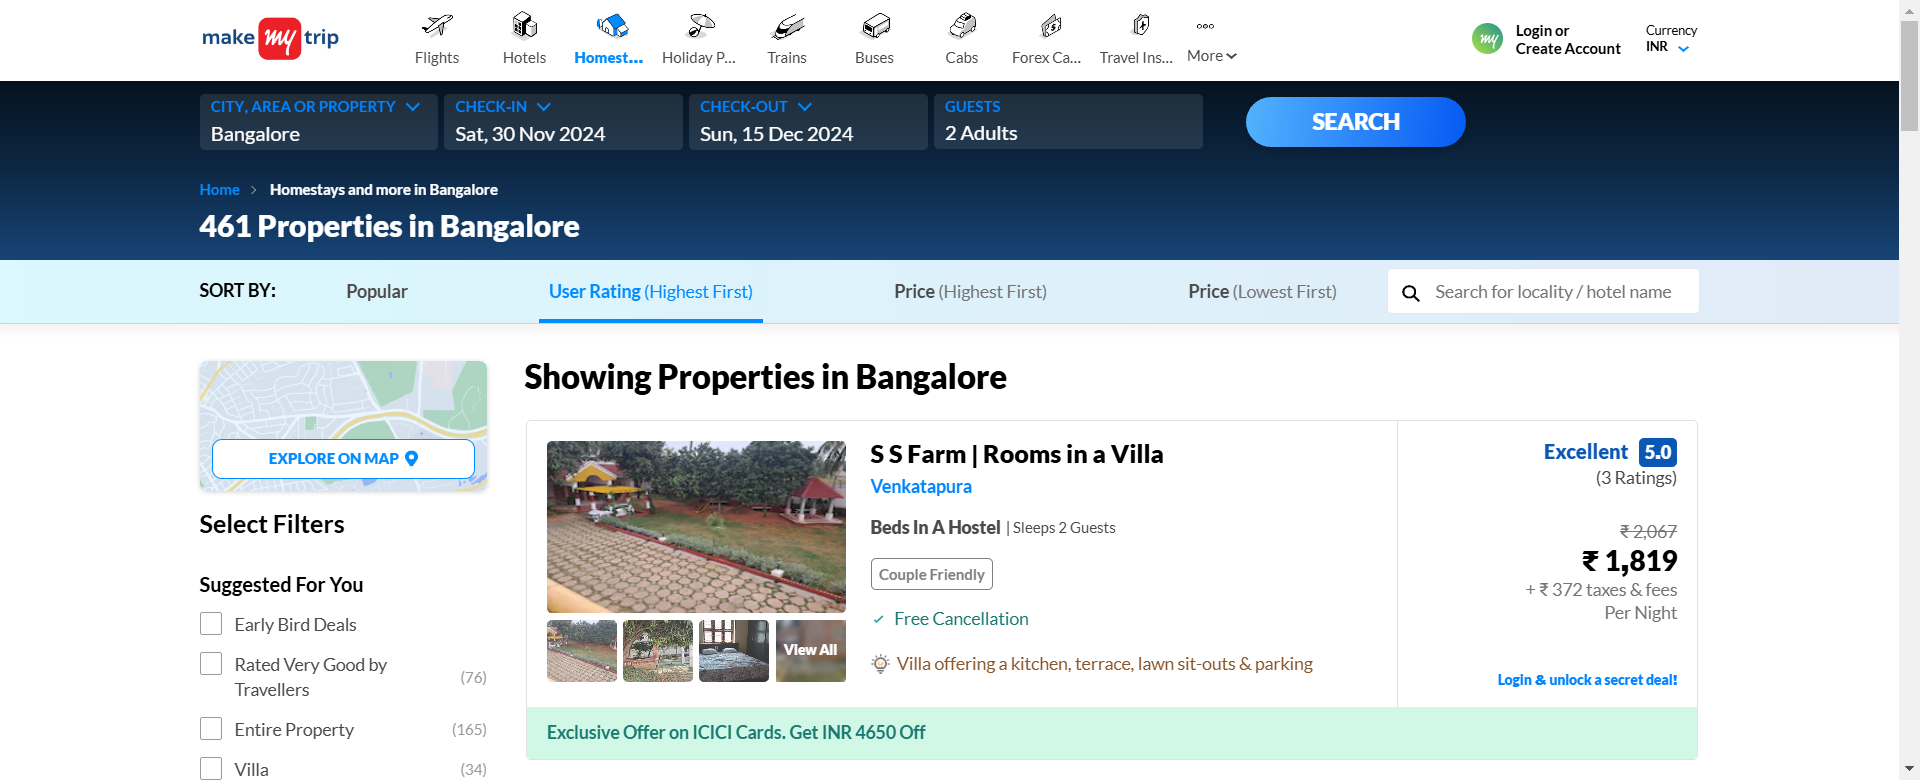 make my trip
Flights
Hotels
Homest...
Holiday P...
Trains
Buses
Cabs
Forex Ca...
Travel Ins...
More
my
Login or
Create Account
Currency
INR
CITY, AREA OR PROPERTY
Bangalore
CHECK-IN
Sat, 30 Nov 2024
CHECK-OUT
Sun, 15 Dec 2024
GUESTS
2 Adults
SEARCH
Home > Homestays and more in Bangalore
461 Properties in Bangalore
SORT BY:
Popular
User Rating (Highest First)
Price (Highest First)
Price (Lowest First)
Search for locality / hotel name
EXPLORE ON MAP
Select Filters
Suggested For You
Early Bird Deals
Rated Very Good by
Travellers
(76)
Entire Property (165)
Villa (34)
Showing Properties in Bangalore
View All
S S Farm | Rooms in a Villa
Venkatapura
Beds In A Hostel | Sleeps 2 Guests
Couple Friendly
Free Cancellation
Villa offering a kitchen, terrace, lawn sit-outs & parking
Excellent 5.0
(3 Ratings)
₹ 2,067
₹ 1,819
+ ₹ 372 taxes & fees
Per Night
Login & unlock a secret deal!
Exclusive Offer on ICICI Cards. Get INR 4650 Off